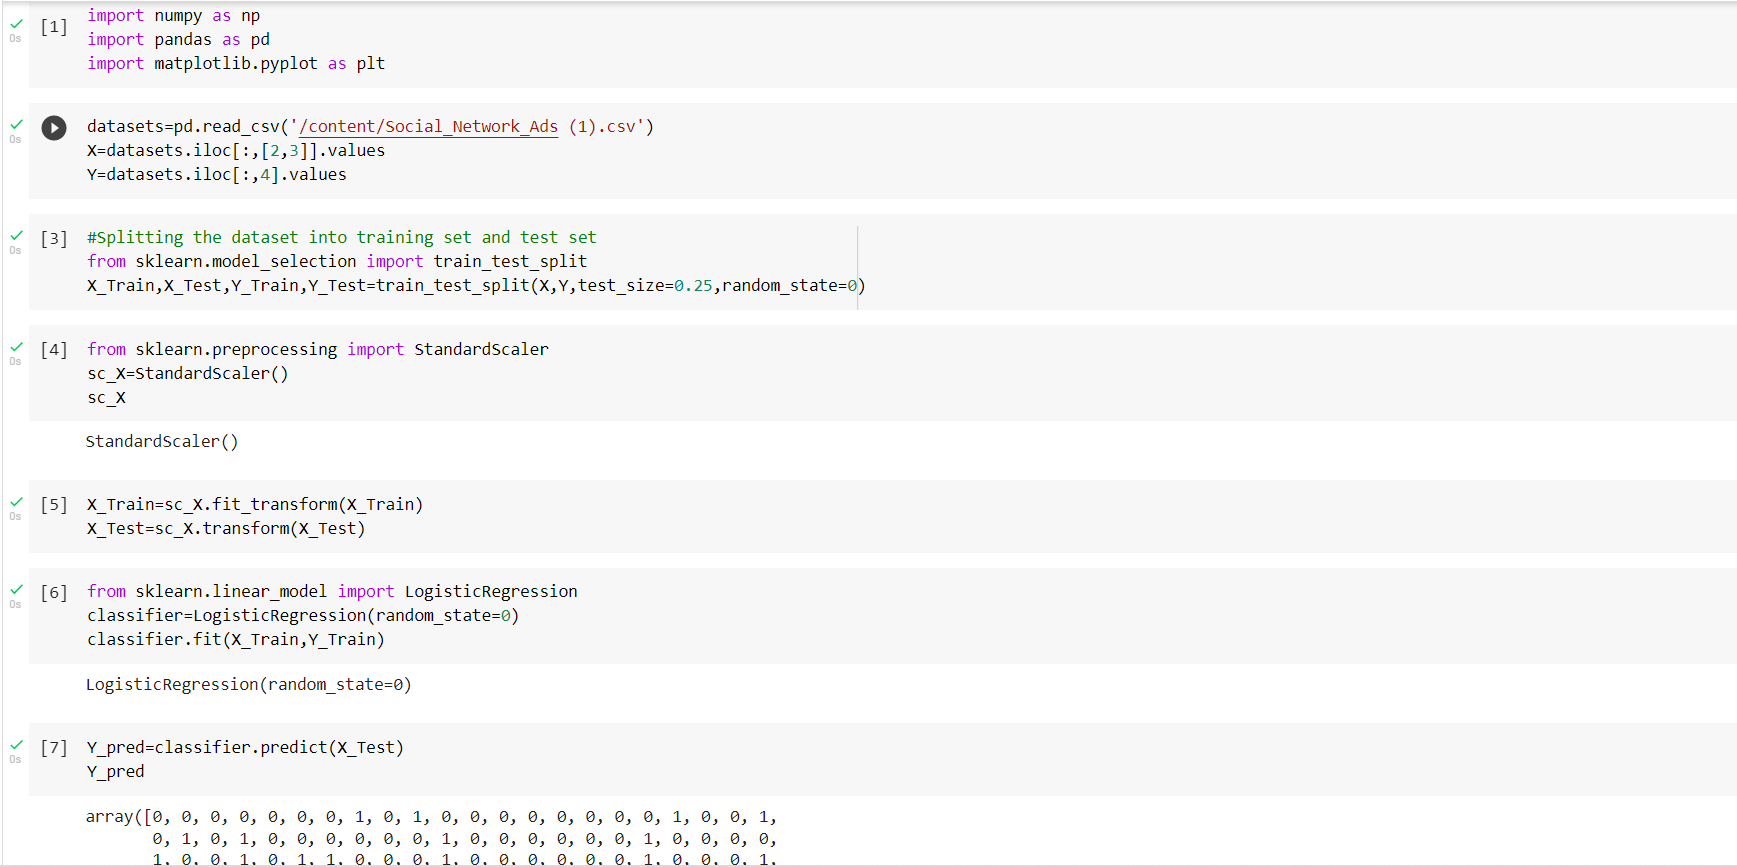 [1]
import numpy as np
import pandas as pd
import matplotlib.pyplot as plt
0s
datasets=pd.read_csv('/content/Social_Network_Ads (1).csv')
0s
X=datasets.iloc[:,[2,3]].values
Y=datasets.iloc[:,4].values
[3]
#Splitting the dataset into training set and test set
0s
from sklearn.model_selection import train_test_split
X_Train,X_Test,Y_Train,Y_Test=train_test_split(X,Y,test_size=0.25,random_state=0)
[4]
from sklearn.preprocessing import StandardScaler
0s
sc_X=StandardScaler()
sc_X
StandardScaler()
[5]
X_Train=sc_X.fit_transform(X_Train)
0s
X_Test=sc_X.transform(X_Test)
[6]
from sklearn.linear_model import LogisticRegression
0s
classifier=LogisticRegression(random_state=0)
classifier.fit(X_Train,Y_Train)
LogisticRegression(random_state=0)
[7]
Y_pred=classifier.predict(X_Test)
0s
Y_pred
array([0, 0, 0, 0, 0, 0, 0, 1, 0, 1, 0, 0, 0, 0, 0, 0, 0, 0, 1, 0, 0, 1,
0, 1, 0, 1, 0, 0, 0, 0, 0, 0, 1, 0, 0, 0, 0, 0, 0, 1, 0, 0, 0, 0,
1, 0, 0, 1, 0, 1, 1, 0, 0, 0, 1, 0, 0, 0, 0, 0, 0, 1, 0, 0, 0, 1,